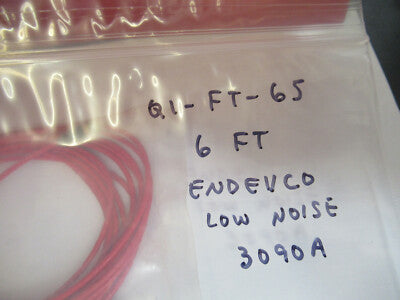 Q1-FT-65
6 FT
ENDEVCO
LOW NOISE
3090A